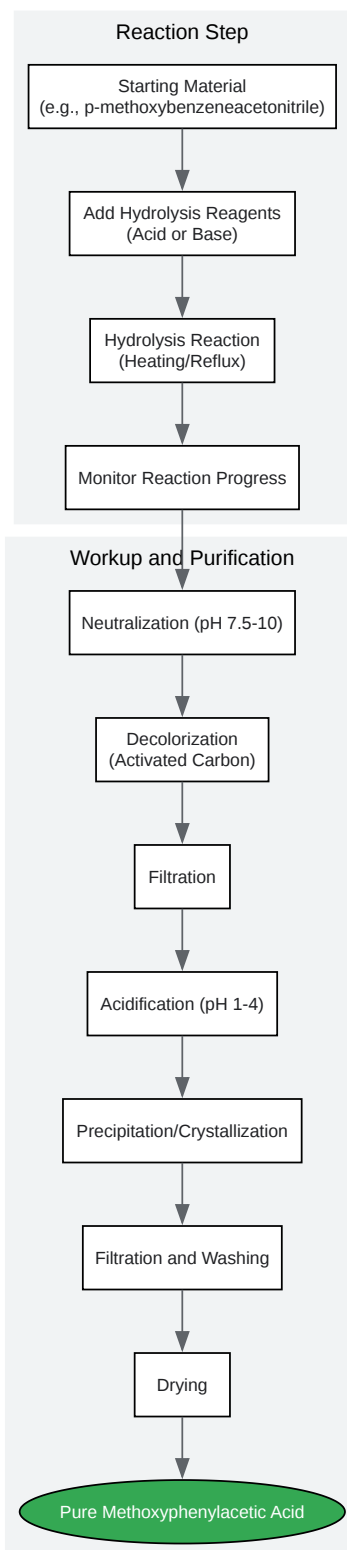 Reaction Step
Starting Material
(e.g., p-methoxybenzeneacetonitrile)
Add Hydrolysis Reagents
(Acid or Base)
Hydrolysis Reaction
(Heating/Reflux)
Monitor Reaction Progress
Workup and Purification
Neutralization (pH 7.5-10)
Decolorization
(Activated Carbon)
Filtration
Acidification (pH 1-4)
Precipitation/Crystallization
Filtration and Washing
Drying
Pure Methoxyphenylacetic Acid